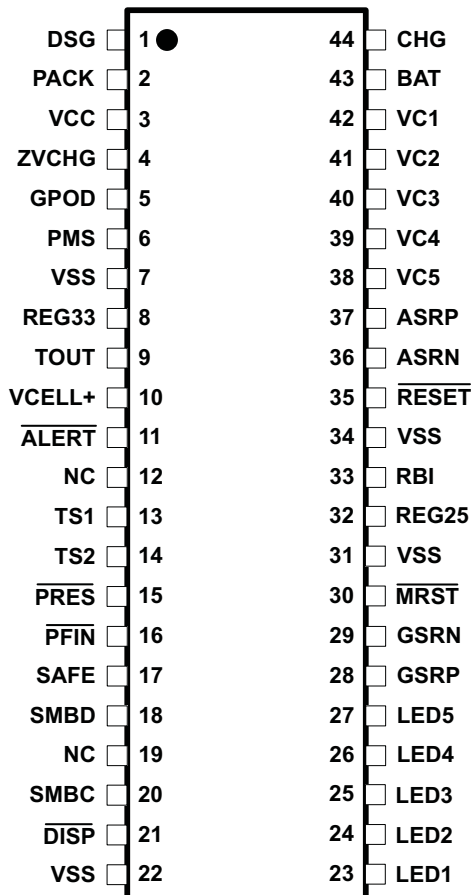 DSG 1 44 CHG
PACK 2 43 BAT
VCC 3 42 VC1
ZVCHG 4 41 VC2
GPOD 5 40 VC3
PMS 6 39 VC4
VSS 7 38 VC5
REG33 8 37 ASRP
TOUT 9 36 ASRN
VCELL+ 10 35 RESET
ALERT 11 34 VSS
NC 12 33 RBI
TS1 13 32 REG25
TS2 14 31 VSS
PRES 15 30 MRST
PFIN 16 29 GSRN
SAFE 17 28 GSRP
SMBD 18 27 LED5
NC 19 26 LED4
SMBC 20 25 LED3
DISP 21 24 LED2
VSS 22 23 LED1